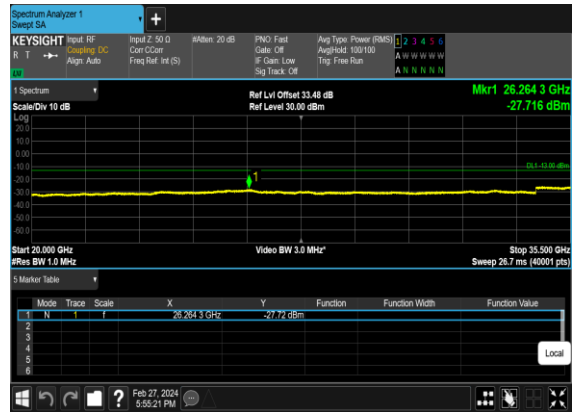 Spectrum Analyzer 1
Swept SA
+
KEYSIGHT Input: RF Input Z: 50 Ω #Atten: 20 dB PNO: Fast Avg Type: Power (RMS) 1 2 3 4 5 6
R T Coupling: DC Corr CCorr Gate: Off Avg|Hold: 100/100 A W W W W W
Align: Auto Freq Ref: Int (S) IF Gain: Low Trig: Free Run
Sig Track: Off A N N N N N
1 Spectrum Ref Lvl Offset 33.48 dB Mkr1 26.264 3 GHz
Scale/Div 10 dB Ref Level 30.00 dBm -27.716 dBm
Log
20.0
10.0
0.00
-10.0 DL1 -13.00 dBm
-20.0 1
-30.0
-40.0
-50.0
-60.0
Start 20.000 GHz Video BW 3.0 MHz* Stop 35.500 GHz
#Res BW 1.0 MHz Sweep 26.7 ms (40001 pts)
5 Marker Table
Mode Trace Scale X Y Function Function Width Function Value
1 N 1 f 26.264 3 GHz -27.72 dBm
2
3
4
5
6
Local
? Feb 27, 2024
5:55:21 PM